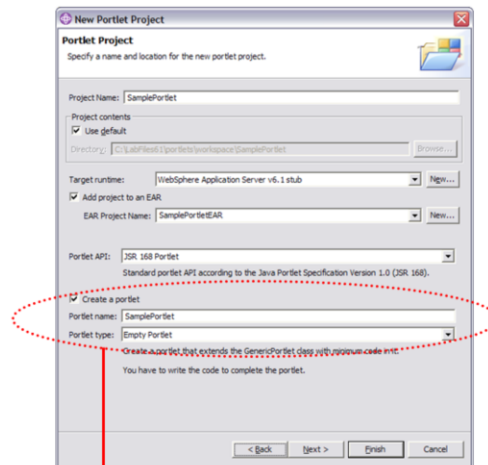 New Portlet Project
Portlet Project
Specify a name and location for the new portlet project.
Project Name: SamplePortlet
Project contents
Use default
Directory: C:\LabFiles61\portlets\workspace\SamplePortlet Browse...
Target runtime: WebSphere Application Server v6.1 stub New...
Add project to an EAR
EAR Project Name: SamplePortletEAR New...
Portlet API: JSR 168 Portlet
Standard portlet API according to the Java Portlet Specification Version 1.0 (JSR 168).
Create a portlet
Portlet name: SamplePortlet
Portlet type: Empty Portlet
Create a portlet that extends the GenericPortlet class with minimum code in it.
You have to write the code to complete the portlet.
< Back Next > Finish Cancel